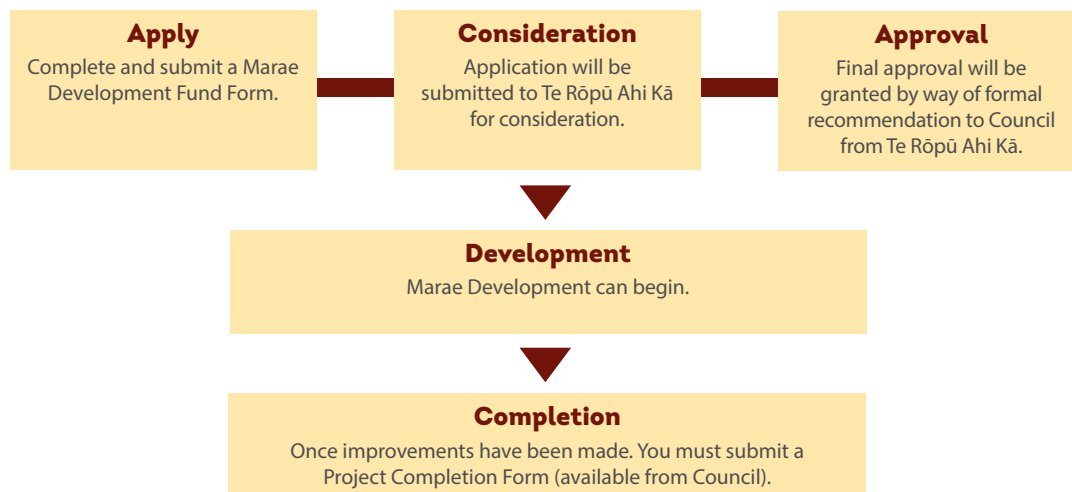 Apply
Complete and submit a Marae
Development Fund Form.
Consideration
Application will be
submitted to Te Rōpū Ahi Kā
for consideration.
Approval
Final approval will be
granted by way of formal
recommendation to Council
from Te Rōpū Ahi Kā.
Development
Marae Development can begin.
Completion
Once improvements have been made. You must submit a
Project Completion Form (available from Council).